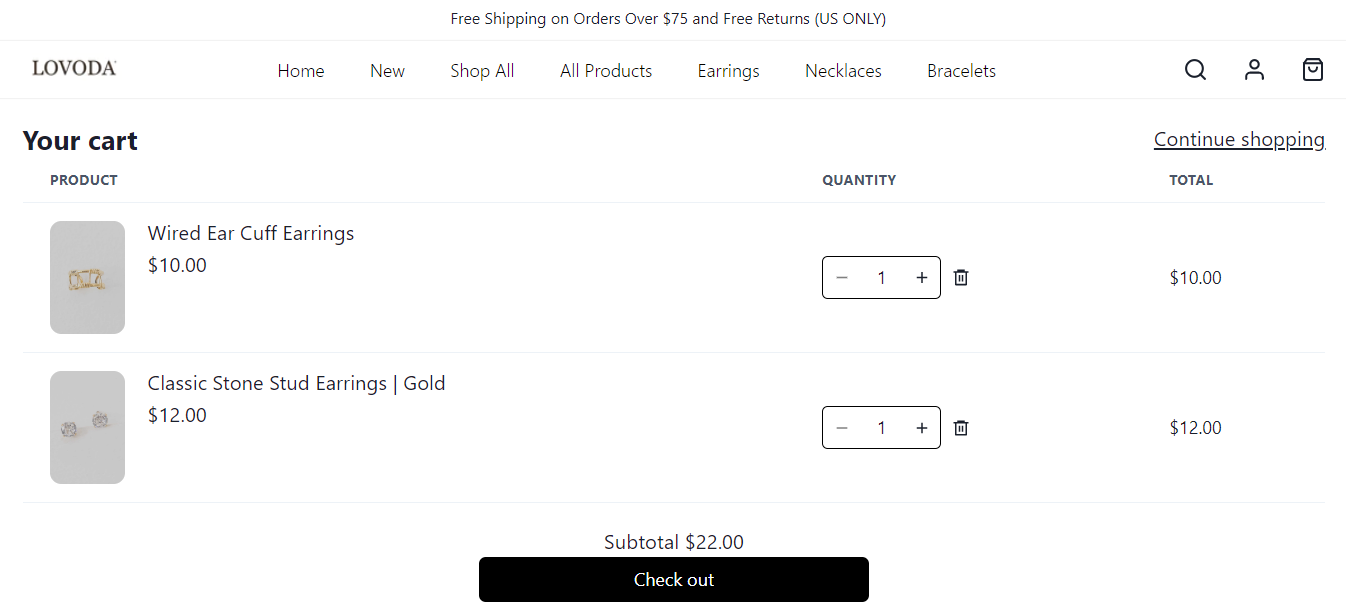 Free Shipping on Orders Over $75 and Free Returns (US ONLY)
LOVODA
Home New Shop All All Products Earrings Necklaces Bracelets
Your cart
Continue shopping
PRODUCT QUANTITY TOTAL
Wired Ear Cuff Earrings
$10.00
− 1 + $10.00
Classic Stone Stud Earrings | Gold
$12.00
− 1 + $12.00
Subtotal $22.00
Check out